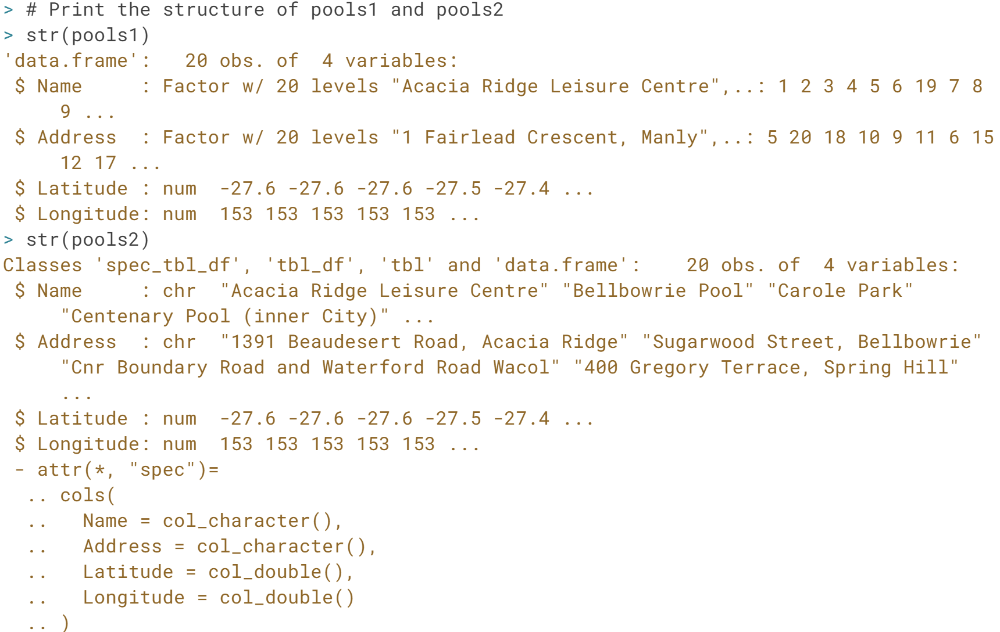 > # Print the structure of pools1 and pools2
> str(pools1)
'data.frame':   20 obs. of  4 variables:
 $ Name     : Factor w/ 20 levels "Acacia Ridge Leisure Centre",..: 1 2 3 4 5 6 19 7 8
     9 ...
 $ Address  : Factor w/ 20 levels "1 Fairlead Crescent, Manly",..: 5 20 18 10 9 11 6 15
     12 17 ...
 $ Latitude : num  -27.6 -27.6 -27.6 -27.5 -27.4 ...
 $ Longitude: num  153 153 153 153 153 ...
> str(pools2)
Classes 'spec_tbl_df', 'tbl_df', 'tbl' and 'data.frame':    20 obs. of  4 variables:
 $ Name     : chr  "Acacia Ridge Leisure Centre" "Bellbowrie Pool" "Carole Park"
     "Centenary Pool (inner City)" ...
 $ Address  : chr  "1391 Beaudesert Road, Acacia Ridge" "Sugarwood Street, Bellbowrie"
     "Cnr Boundary Road and Waterford Road Wacol" "400 Gregory Terrace, Spring Hill"
     ...
 $ Latitude : num  -27.6 -27.6 -27.6 -27.5 -27.4 ...
 $ Longitude: num  153 153 153 153 153 ...
 - attr(*, "spec")=
  .. cols(
  ..   Name = col_character(),
  ..   Address = col_character(),
  ..   Latitude = col_double(),
  ..   Longitude = col_double()
  .. )